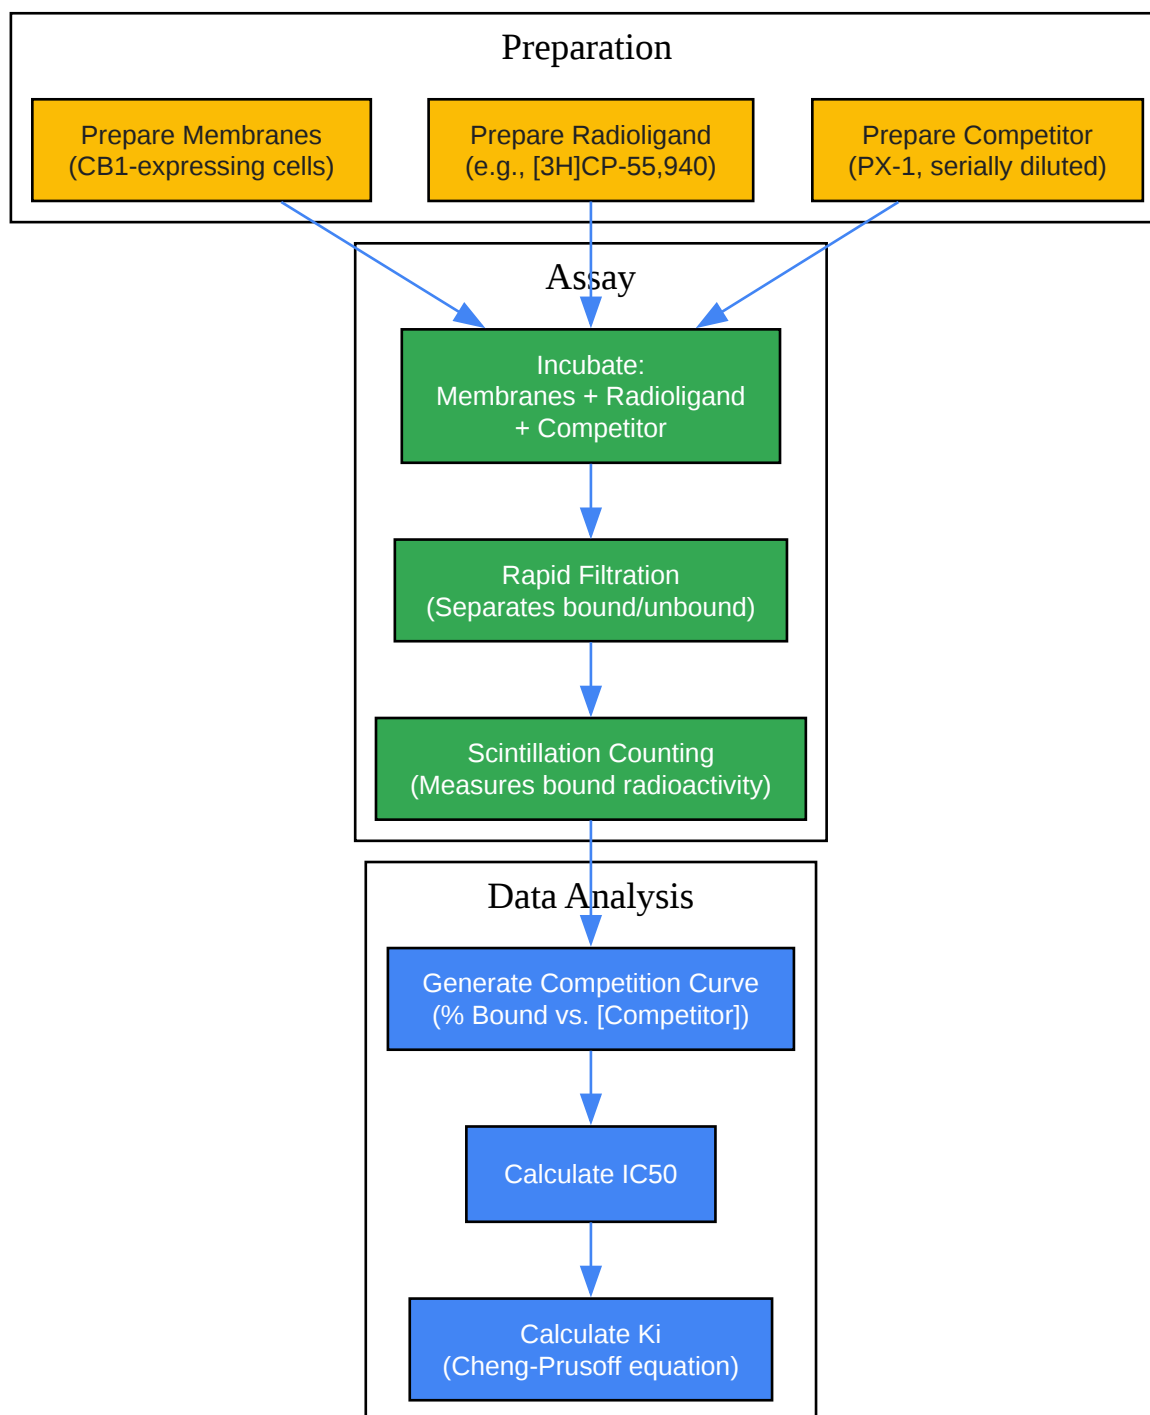 Preparation
Prepare Membranes
(CB1-expressing cells)
Prepare Radioligand
(e.g., [3H]CP-55,940)
Prepare Competitor
(PX-1, serially diluted)
Assay
Incubate:
Membranes + Radioligand
+ Competitor
Rapid Filtration
(Separates bound/unbound)
Scintillation Counting
(Measures bound radioactivity)
Data Analysis
Generate Competition Curve
(% Bound vs. [Competitor])
Calculate IC50
Calculate Ki
(Cheng-Prusoff equation)